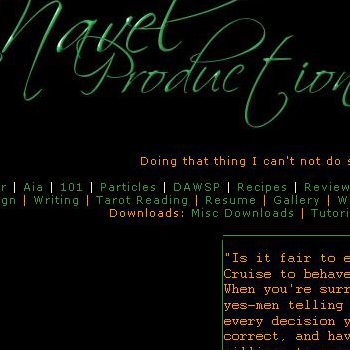 Navel
Production
Doing that thing I can't not do s
r | Aia | 101 | Particles | DAWSP | Recipes | Review
gn | Writing | Tarot Reading | Resume | Gallery | W
Downloads: Misc Downloads | Tutori
"Is it fair to e
Cruise to behave
When you're surr
yes-men telling
every decision y
correct, and hav